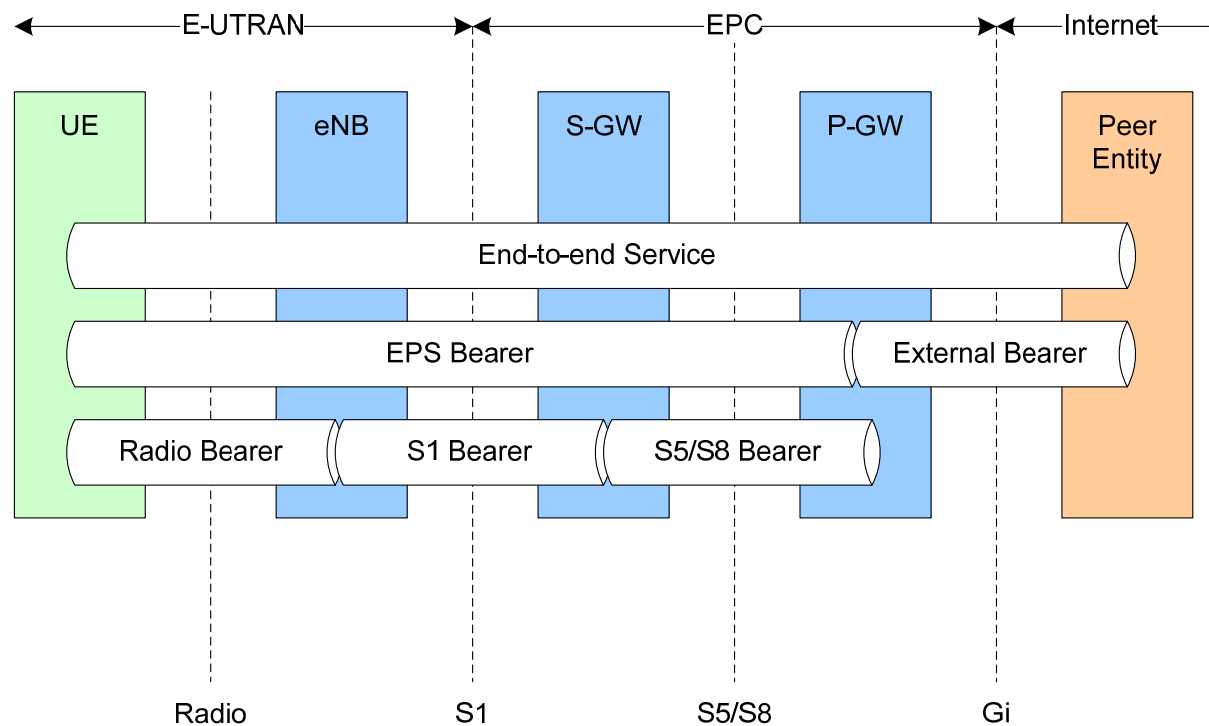 E-UTRAN
EPC
Internet
UE
eNB
S-GW
P-GW
Peer
Entity
End-to-end Service
EPS Bearer
External Bearer
Radio Bearer
S1 Bearer
S5/S8 Bearer
Radio
S1
S5/S8
Gi